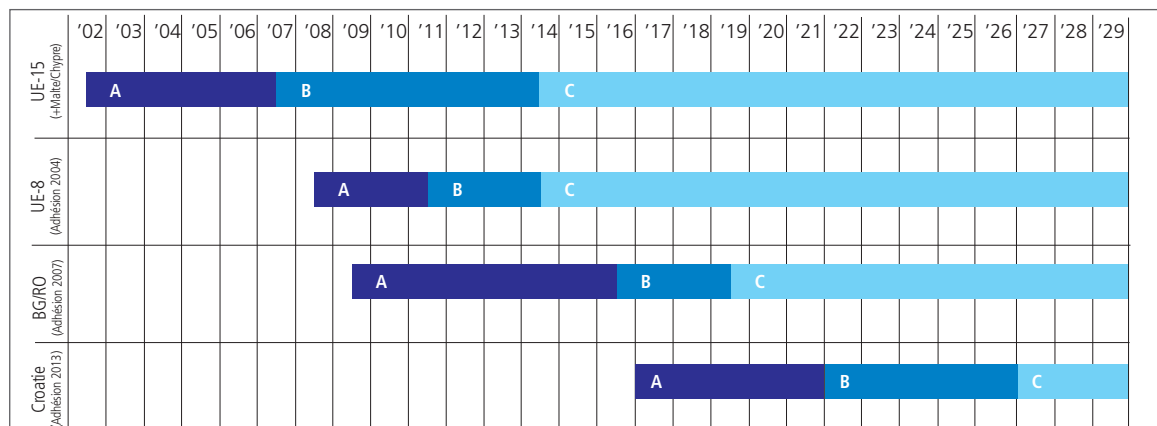 ’02 ’03 ’04 ’05 ’06 ’07 ’08 ’09 ’10 ’11 ’12 ’13 ’14 ’15 ’16 ’17 ’18 ’19 ’20 ’21 ’22 ’23 ’24 ’25 ’26 ’27 ’28 ’29
UE-15
(+Malte/Chypre)
A B C
UE-8
(Adhésion 2004)
A B C
BG/RO
(Adhésion 2007)
A B C
Croatie
(Adhésion 2013)
A B C